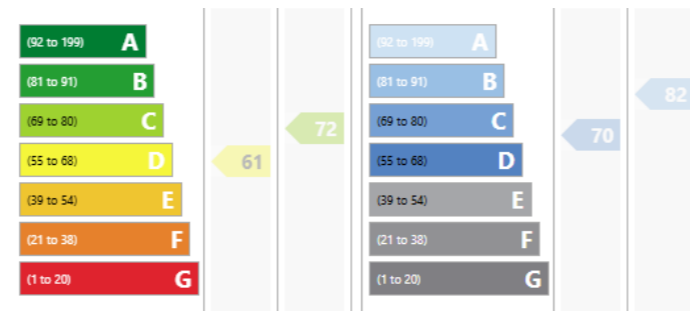 (92 to 199) A
(81 to 91) B
(69 to 80) C
(55 to 68) D
(39 to 54) E
(21 to 38) F
(1 to 20) G
61
72
(92 to 199) A
(81 to 91) B
(69 to 80) C
(55 to 68) D
(39 to 54) E
(21 to 38) F
(1 to 20) G
70
82